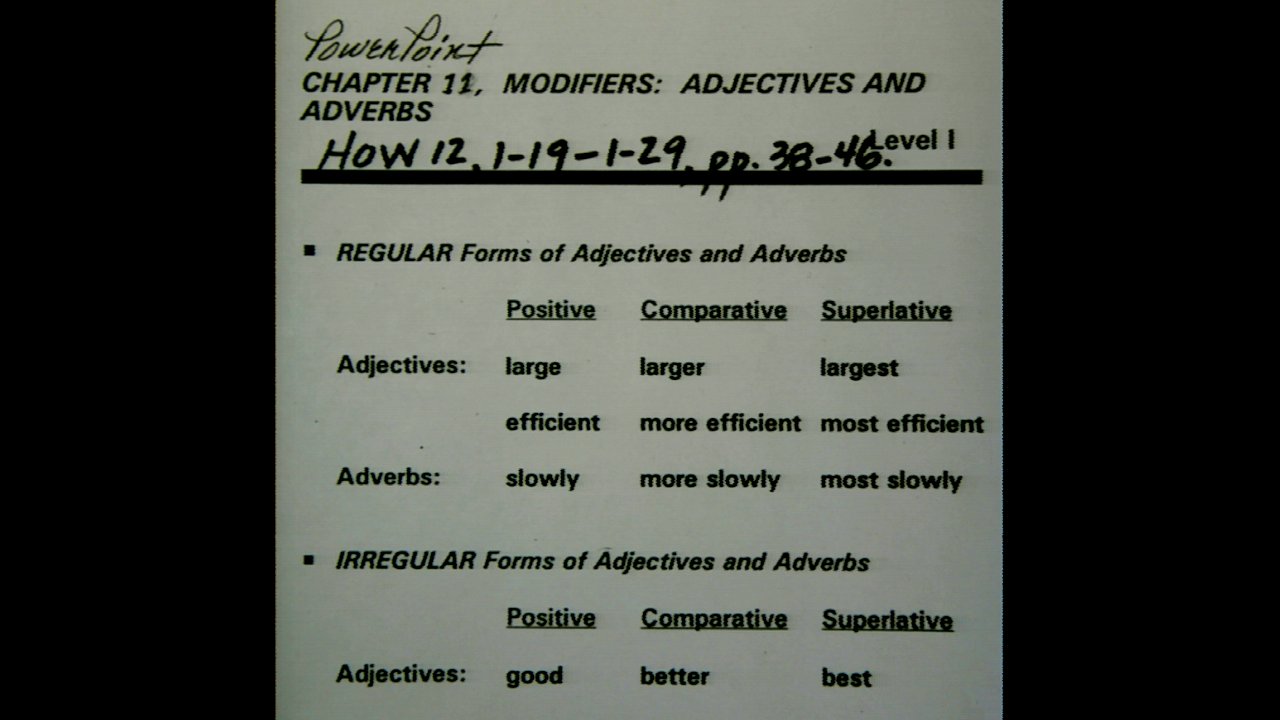 PowerPoint
CHAPTER 11, MODIFIERS: ADJECTIVES AND
ADVERBS
Level I
HOW 12, 1-19-1-29, pp. 38-46.
■ REGULAR Forms of Adjectives and Adverbs
Positive Comparative Superlative
Adjectives: large larger largest
efficient more efficient most efficient
Adverbs: slowly more slowly most slowly
■ IRREGULAR Forms of Adjectives and Adverbs
Positive Comparative Superlative
Adjectives: good better best